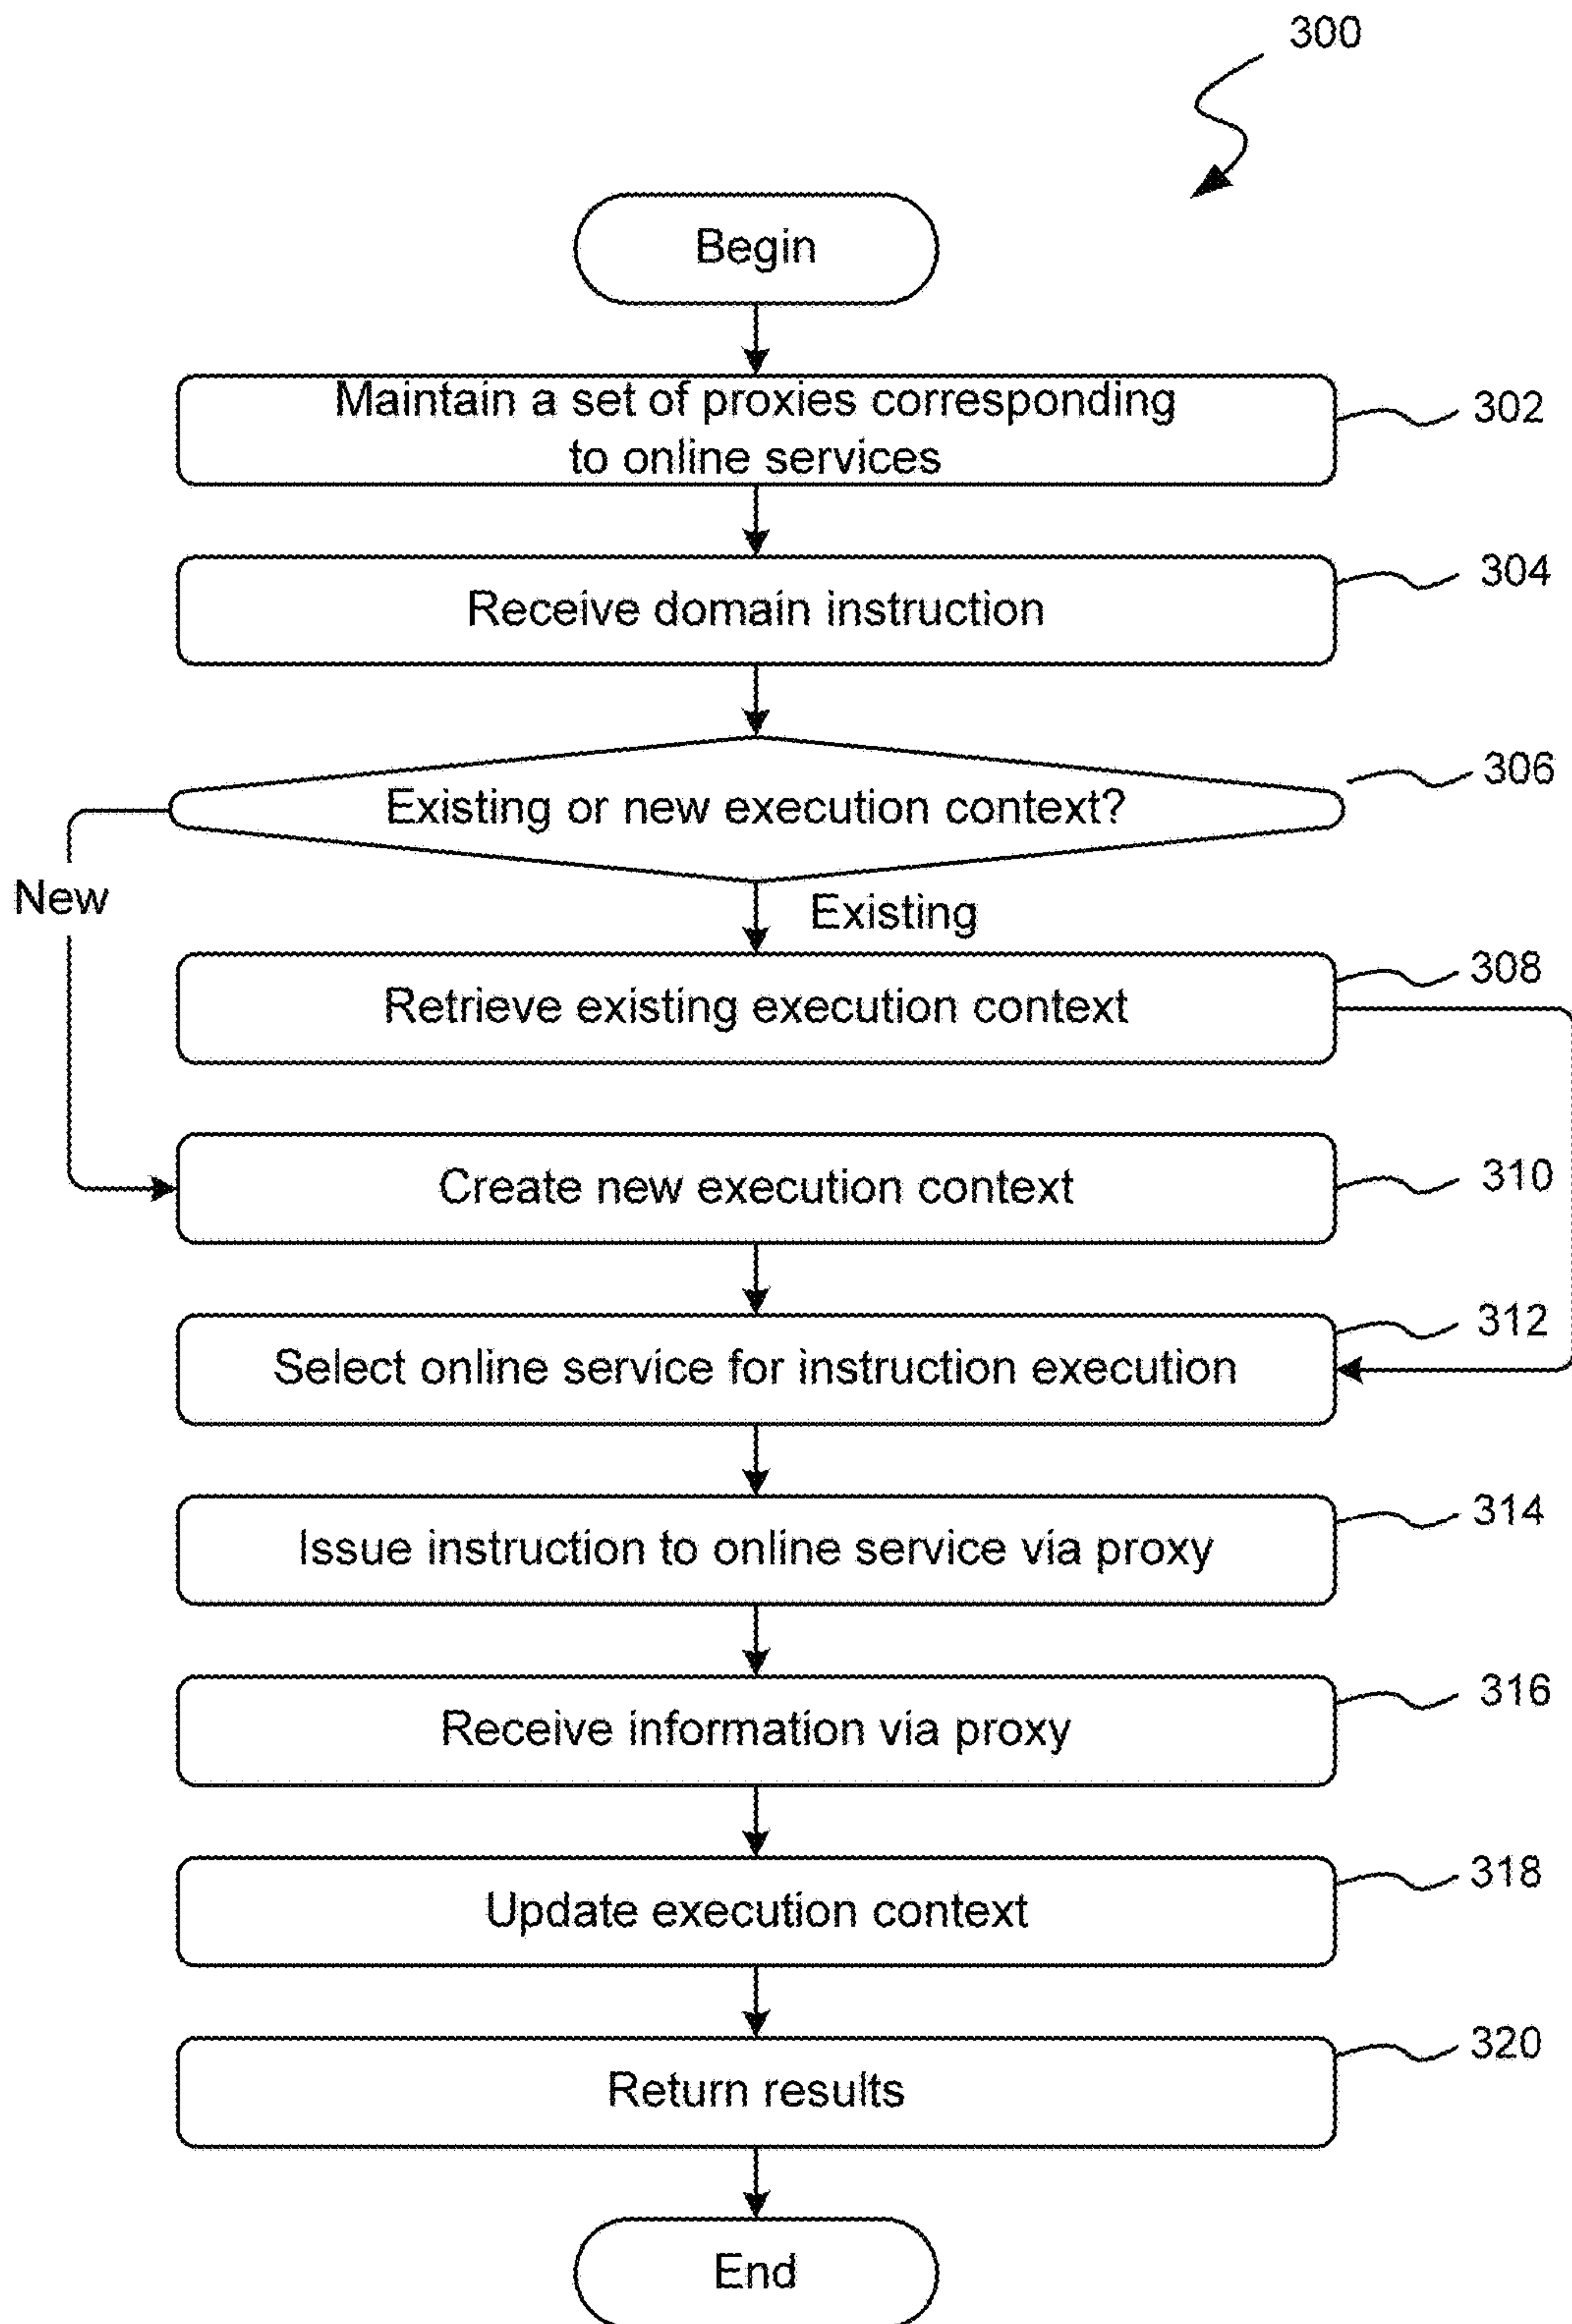 300
Begin
Maintain a set of proxies corresponding
to online services
302
Receive domain instruction
304
Existing or new execution context?
306
New
Existing
Retrieve existing execution context
308
Create new execution context
310
Select online service for instruction execution
312
Issue instruction to online service via proxy
314
Receive information via proxy
316
Update execution context
318
Return results
320
End